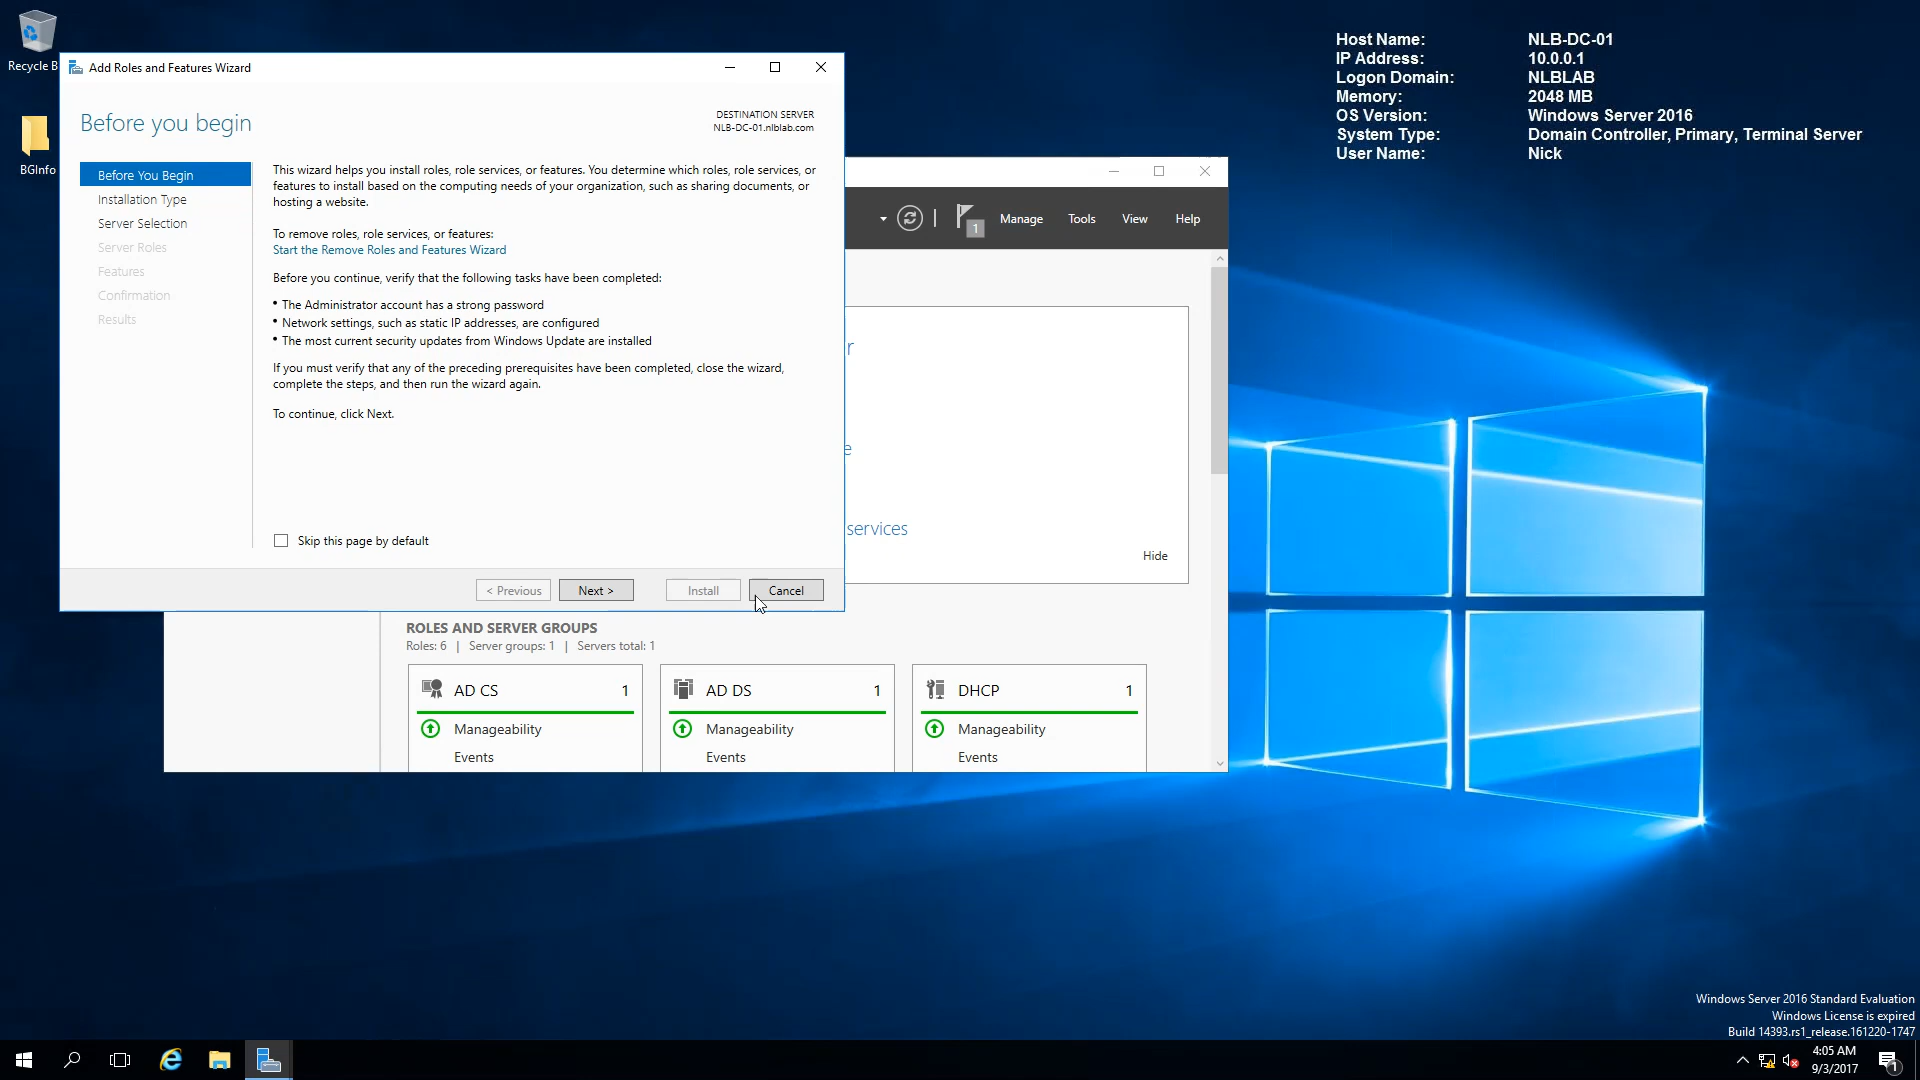 Recycle B
BGInfo
Host Name: NLB-DC-01
IP Address: 10.0.0.1
Logon Domain: NLBLAB
Memory: 2048 MB
OS Version: Windows Server 2016
System Type: Domain Controller, Primary, Terminal Server
User Name: Nick
Add Roles and Features Wizard
Before you begin
DESTINATION SERVER
NLB-DC-01.nlblab.com
Before You Begin
Installation Type
Server Selection
Server Roles
Features
Confirmation
Results
This wizard helps you install roles, role services, or features. You determine which roles, role services, or
features to install based on the computing needs of your organization, such as sharing documents, or
hosting a website.
To remove roles, role services, or features:
Start the Remove Roles and Features Wizard
Before you continue, verify that the following tasks have been completed:
• The Administrator account has a strong password
• Network settings, such as static IP addresses, are configured
• The most current security updates from Windows Update are installed
If you must verify that any of the preceding prerequisites have been completed, close the wizard,
complete the steps, and then run the wizard again.
To continue, click Next.
Skip this page by default
< Previous Next > Install Cancel
1 Manage Tools View Help
r
e
services
Hide
ROLES AND SERVER GROUPS
Roles: 6 | Server groups: 1 | Servers total: 1
AD CS 1
Manageability
Events
AD DS 1
Manageability
Events
DHCP 1
Manageability
Events
Windows Server 2016 Standard Evaluation
Windows License is expired
Build 14393.rs1_release.161220-1747
4:05 AM
9/3/2017
1